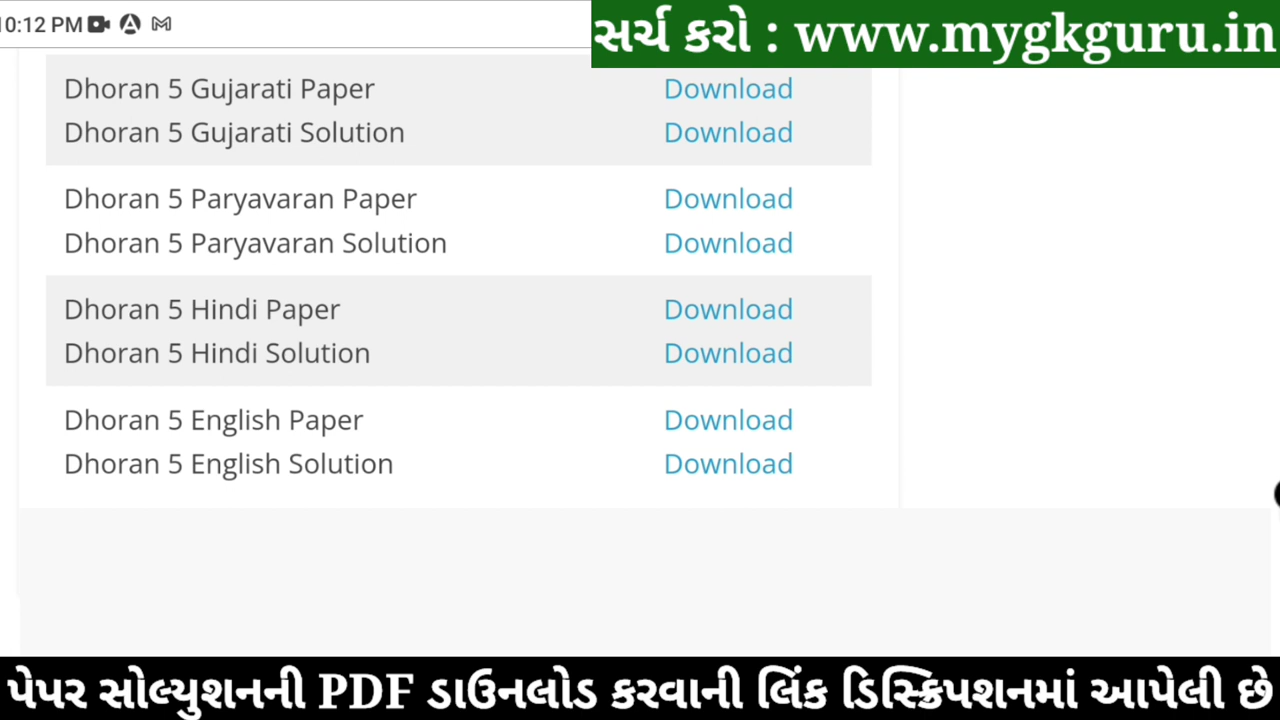 10:12 PM
સર્ચ કરો : www.mygkguru.in
Dhoran 5 Gujarati Paper Download
Dhoran 5 Gujarati Solution Download
Dhoran 5 Paryavaran Paper Download
Dhoran 5 Paryavaran Solution Download
Dhoran 5 Hindi Paper Download
Dhoran 5 Hindi Solution Download
Dhoran 5 English Paper Download
Dhoran 5 English Solution Download
પેપર સોલ્યુશનની PDF ડાઉનલોડ કરવાની લિંક ડિસ્ક્રિપશનમાં આપેલી છે